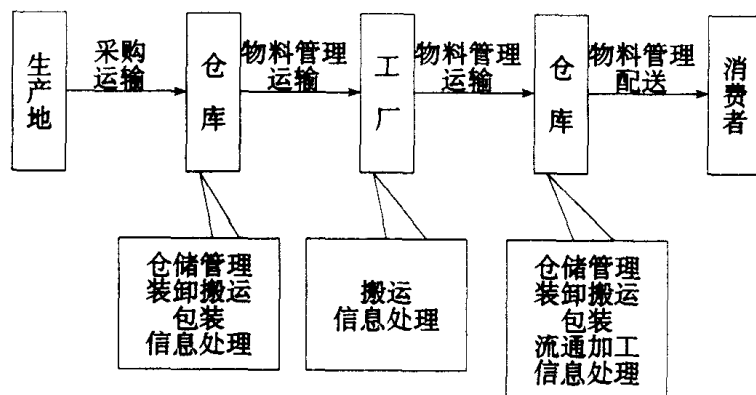 生产地
采购
运输
仓库
物料管理
运输
工厂
物料管理
运输
仓库
物料管理
配送
消费者
仓储管理
装卸搬运
包装
信息处理
搬运
信息处理
仓储管理
装卸搬运
包装
流通加工
信息处理